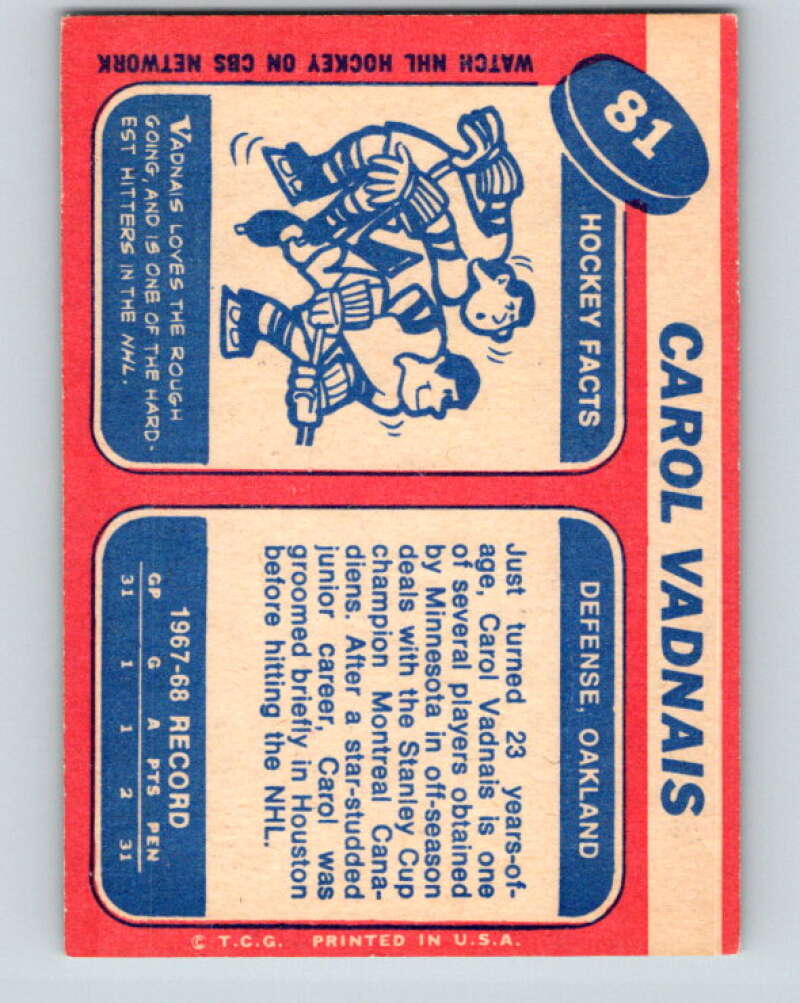 81
CAROL VADNAIS
WATCH NHL HOCKEY ON CBS NETWORK
HOCKEY FACTS
VADNAIS LOVES THE ROUGH
GOING, AND IS ONE OF THE HARD-
EST HITTERS IN THE NHL.
DEFENSE, OAKLAND
Just turned 23 years-of-
age, Carol Vadnais is one
of several players obtained
by Minnesota in off-season
deals with the Stanley Cup
champion Montreal Cana-
diens. After a star-studded
junior career, Carol was
groomed briefly in Houston
before hitting the NHL.
1967-68 RECORD
GP G A PTS PEN
31 1 1 2 31
© T.C.G. PRINTED IN U.S.A.